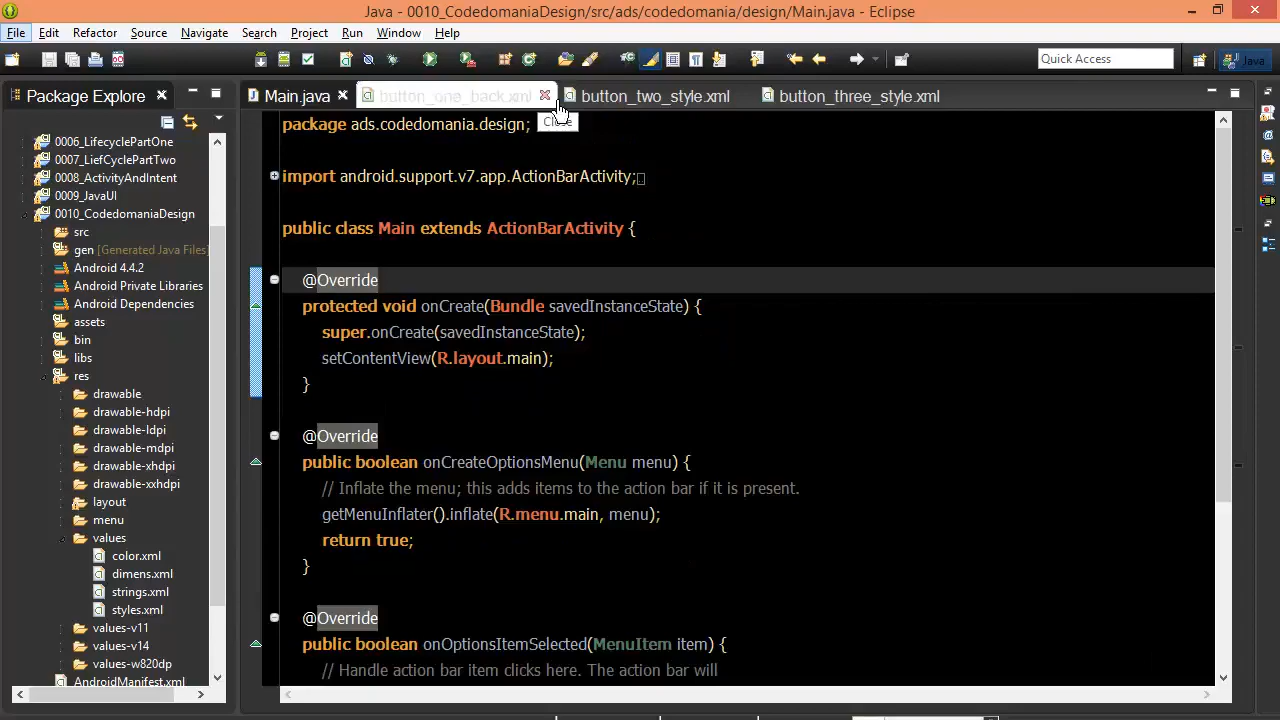 Java - 0010_CodedomaniaDesign/src/ads/codedomania/design/Main.java - Eclipse
File Edit Refactor Source Navigate Search Project Run Window Help
Quick Access
Java
Package Explore
Main.java
button_one_back.xml
button_two_style.xml
button_three_style.xml
Close
0006_LifecyclePartOne
0007_LiefCyclePartTwo
0008_ActivityAndIntent
0009_JavaUI
0010_CodedomaniaDesign
src
gen [Generated Java Files]
Android 4.4.2
Android Private Libraries
Android Dependencies
assets
bin
libs
res
drawable
drawable-hdpi
drawable-ldpi
drawable-mdpi
drawable-xhdpi
drawable-xxhdpi
layout
menu
values
color.xml
dimens.xml
strings.xml
styles.xml
values-v11
values-v14
values-w820dp
AndroidManifest.xml
package ads.codedomania.design;
import android.support.v7.app.ActionBarActivity;
public class Main extends ActionBarActivity {
@Override
protected void onCreate(Bundle savedInstanceState) {
super.onCreate(savedInstanceState);
setContentView(R.layout.main);
}
@Override
public boolean onCreateOptionsMenu(Menu menu) {
// Inflate the menu; this adds items to the action bar if it is present.
getMenuInflater().inflate(R.menu.main, menu);
return true;
}
@Override
public boolean onOptionsItemSelected(MenuItem item) {
// Handle action bar item clicks here. The action bar will